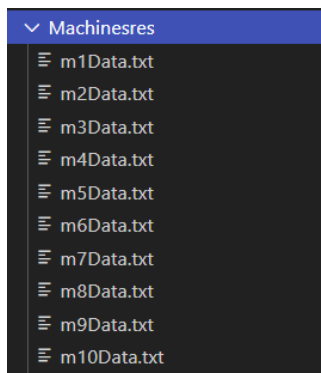 Machinesres
m1Data.txt
m2Data.txt
m3Data.txt
m4Data.txt
m5Data.txt
m6Data.txt
m7Data.txt
m8Data.txt
m9Data.txt
m10Data.txt